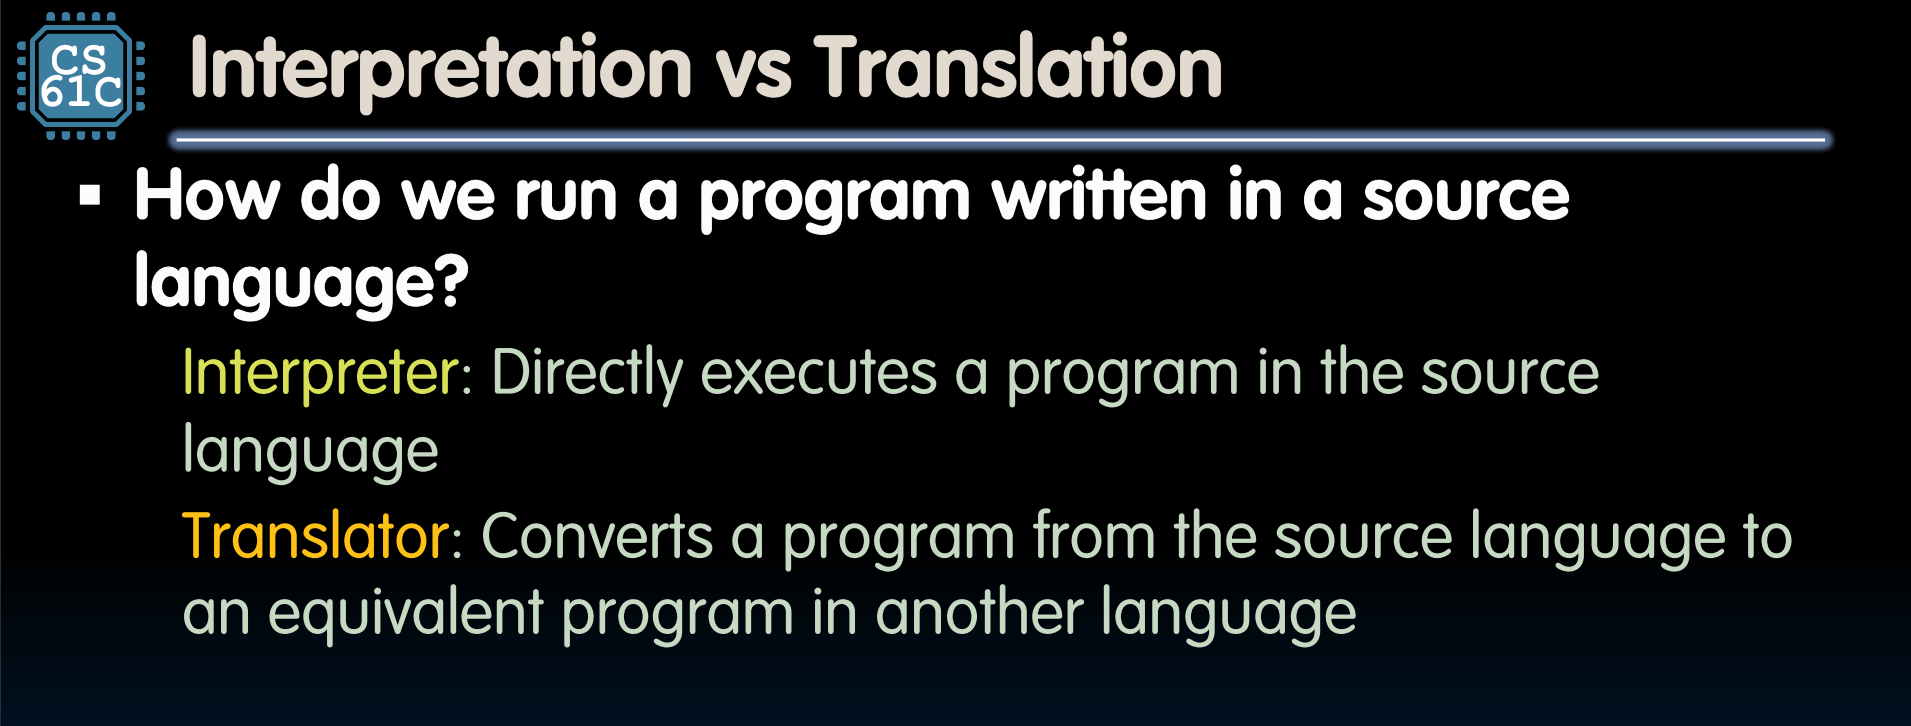 CS
61C
Interpretation vs Translation
▪ How do we run a program written in a source
language?
Interpreter: Directly executes a program in the source
language
Translator: Converts a program from the source language to
an equivalent program in another language